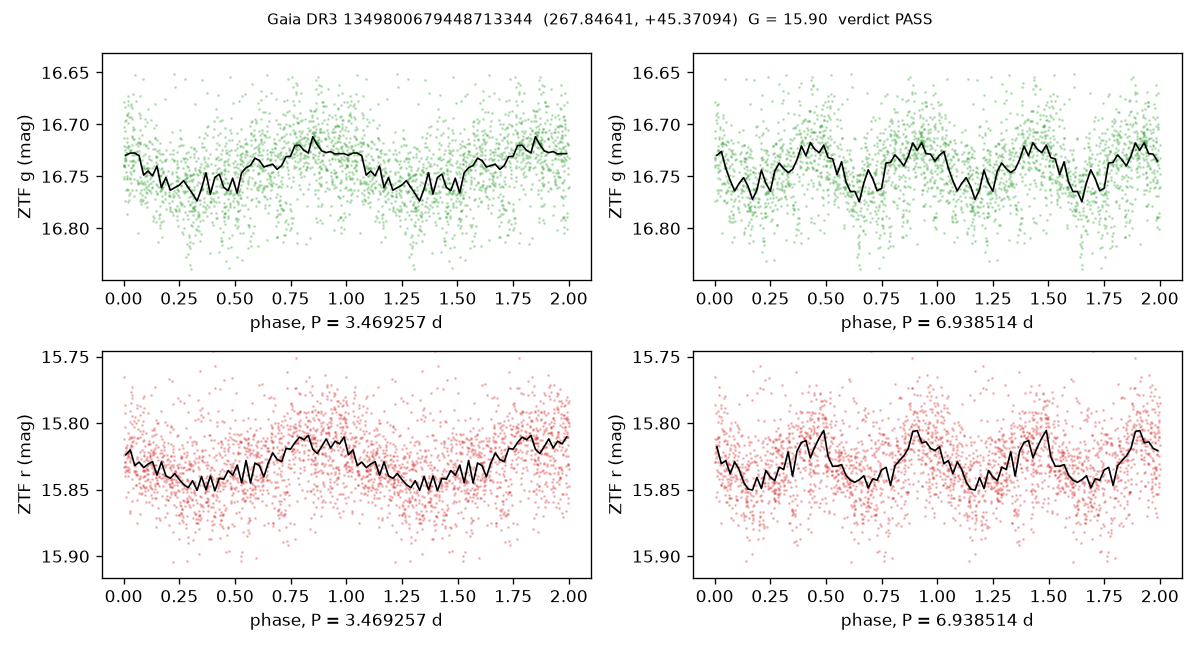 Gaia DR3 1349800679448713344  (267.84641, +45.37094)  G = 15.90  verdict PASS
ZTF g (mag)
16.65
16.70
16.75
16.80
0.00 0.25 0.50 0.75 1.00 1.25 1.50 1.75 2.00
phase, P = 3.469257 d
ZTF g (mag)
16.65
16.70
16.75
16.80
0.00 0.25 0.50 0.75 1.00 1.25 1.50 1.75 2.00
phase, P = 6.938514 d
ZTF r (mag)
15.75
15.80
15.85
15.90
0.00 0.25 0.50 0.75 1.00 1.25 1.50 1.75 2.00
phase, P = 3.469257 d
ZTF r (mag)
15.75
15.80
15.85
15.90
0.00 0.25 0.50 0.75 1.00 1.25 1.50 1.75 2.00
phase, P = 6.938514 d